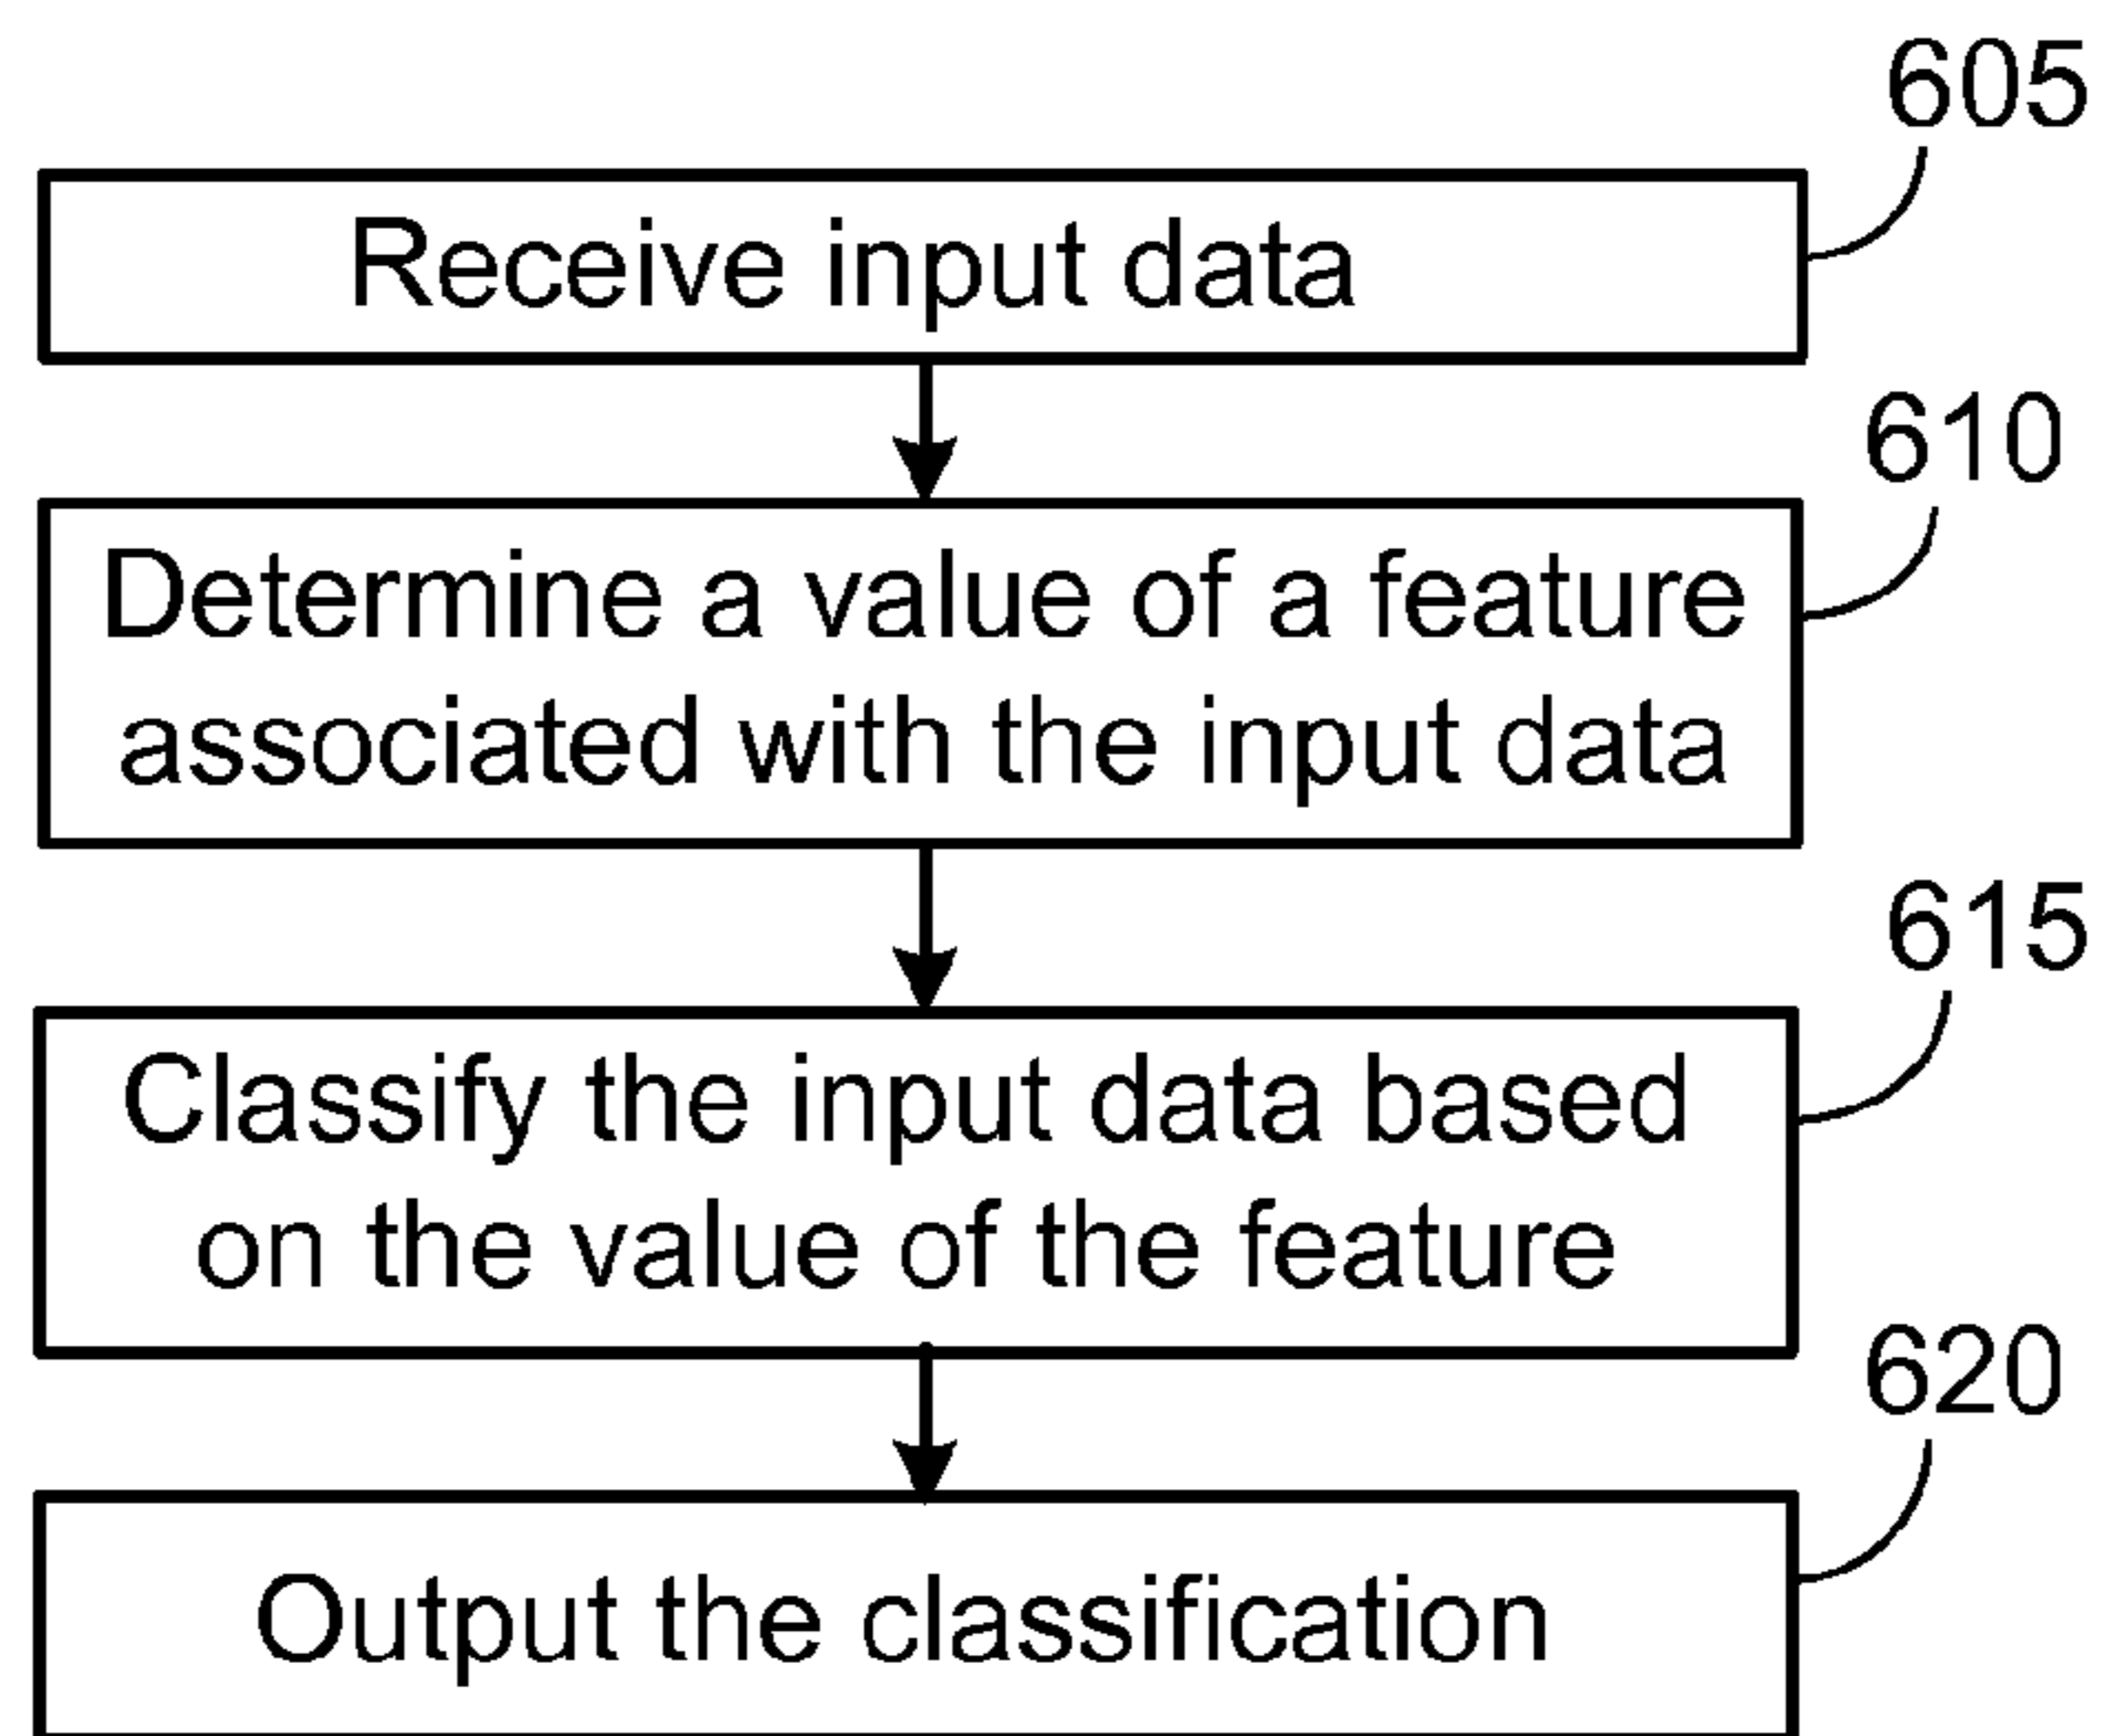 605
Receive input data
610
Determine a value of a feature
associated with the input data
615
Classify the input data based
on the value of the feature
620
Output the classification